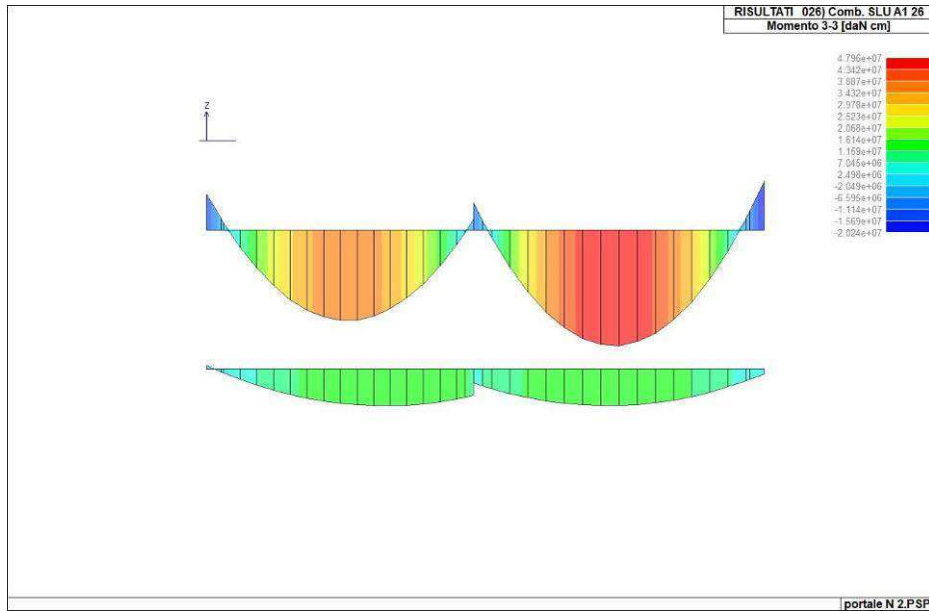 RISULTATI 026) Comb. SLU A1 26
Momento 3-3 [daN cm]
4.796e+07
4.342e+07
3.887e+07
3.432e+07
2.978e+07
2.523e+07
2.068e+07
1.614e+07
1.159e+07
7.045e+06
2.498e+06
-2.049e+06
-6.595e+06
-1.114e+07
-1.569e+07
-2.024e+07
Z
portale N 2.PSP